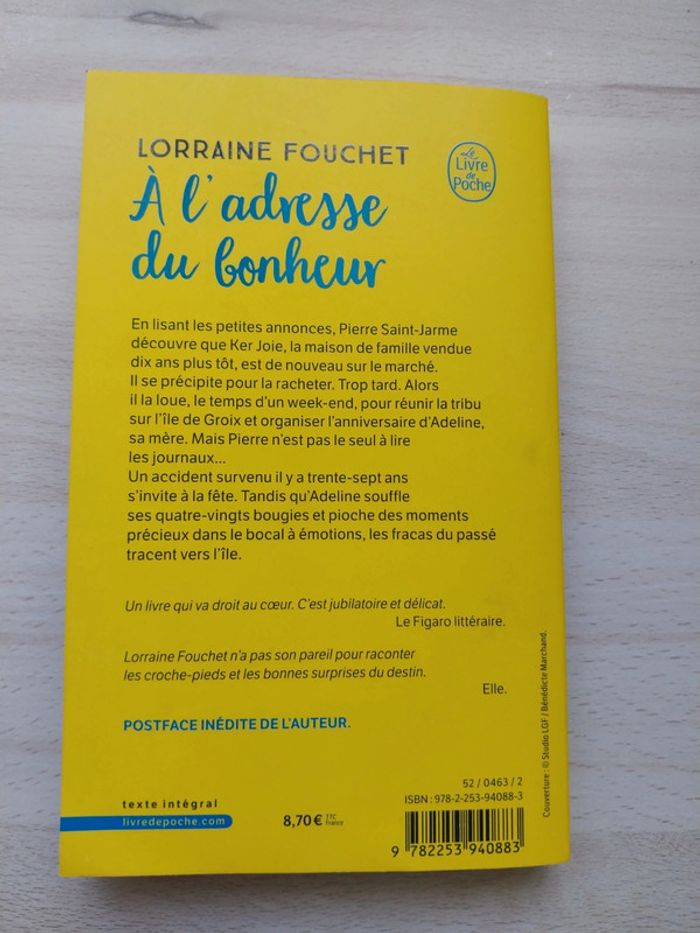 LORRAINE FOUCHET
Le
Livre
de
Poche
À l'adresse
du bonheur
En lisant les petites annonces, Pierre Saint-Jarme
découvre que Ker Joie, la maison de famille vendue
dix ans plus tôt, est de nouveau sur le marché.
Il se précipite pour la racheter. Trop tard. Alors
il la loue, le temps d'un week-end, pour réunir la tribu
sur l'île de Groix et organiser l'anniversaire d'Adeline,
sa mère. Mais Pierre n'est pas le seul à lire
les journaux...
Un accident survenu il y a trente-sept ans
s'invite à la fête. Tandis qu'Adeline souffle
ses quatre-vingts bougies et pioche des moments
précieux dans le bocal à émotions, les fracas du passé
tracent vers l'île.
Un livre qui va droit au cœur. C'est jubilatoire et délicat.
Le Figaro littéraire.
Lorraine Fouchet n'a pas son pareil pour raconter
les croche-pieds et les bonnes surprises du destin.
Elle.
POSTFACE INÉDITE DE L'AUTEUR.
Couverture : © Studio LGF / Bénédicte Marchand.
texte intégral
livredepoche.com
8,70 € TTC
France
52 / 0463 / 2
ISBN : 978-2-253-94088-3
9 782253 940883